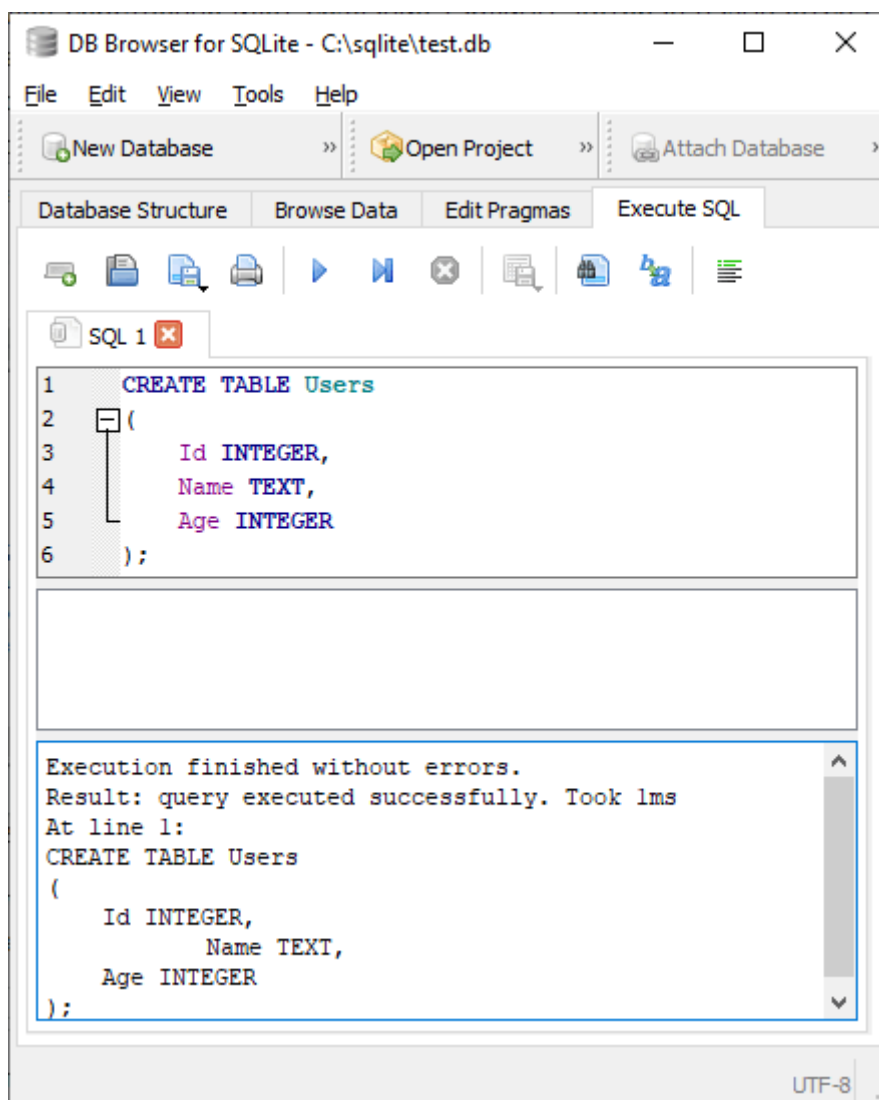 DB Browser for SQLite - C:\sqlite\test.db
File Edit View Tools Help
New Database » Open Project » Attach Database
Database Structure Browse Data Edit Pragmas Execute SQL
SQL 1
1 CREATE TABLE Users
2 (
3 Id INTEGER,
4 Name TEXT,
5 Age INTEGER
6 );
Execution finished without errors.
Result: query executed successfully. Took 1ms
At line 1:
CREATE TABLE Users
(
Id INTEGER,
Name TEXT,
Age INTEGER
);
UTF-8